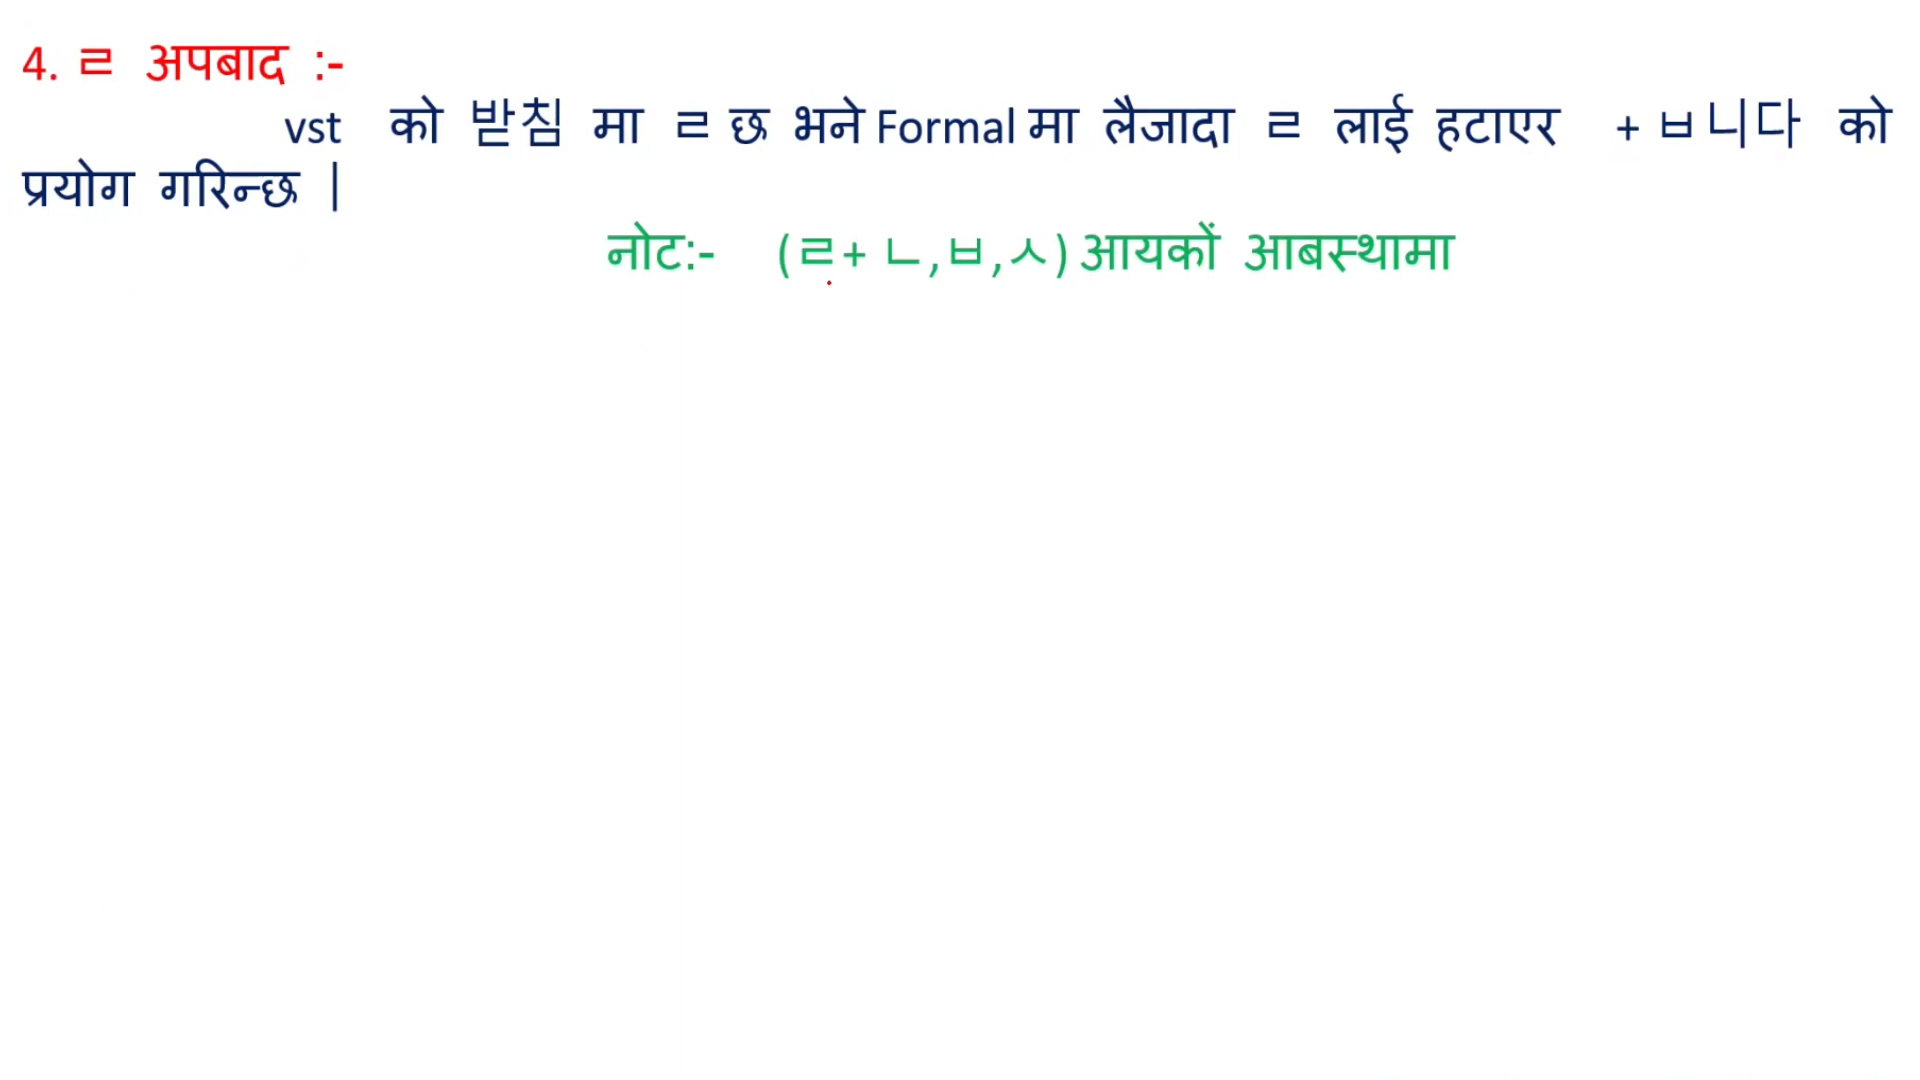 4. ㄹ अपबाद :-
vst को 받침 मा ㄹ छ भने Formal मा लैजादा ㄹ लाई हटाएर + ㅂ니다 को
प्रयोग गरिन्छ |
नोट:- (ㄹ+ ㄴ,ㅂ,ㅅ) आयकों आबस्थामा